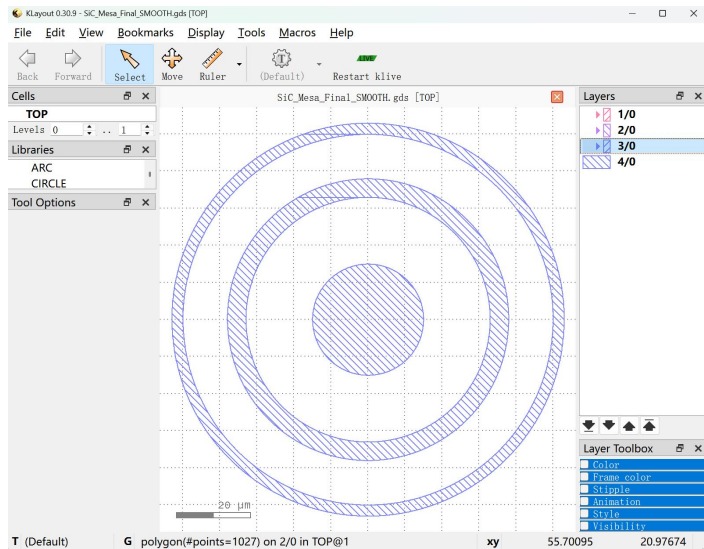 KLayout 0.30.9 - SiC_Mesa_Final_SMOOTH.gds [TOP]
File Edit View Bookmarks Display Tools Macros Help
LIVE
Back Forward Select Move Ruler (Default) Restart klive
Cells
TOP
Levels 0 .. 1
Libraries
ARC
CIRCLE
Tool Options
SiC_Mesa_Final_SMOOTH.gds [TOP]
20 μm
Layers
1/0
2/0
3/0
4/0
Layer Toolbox
Color
Frame color
Stipple
Animation
Style
Visibility
T (Default) G polygon(#points=1027) on 2/0 in TOP@1 xy 55.70095 20.97674